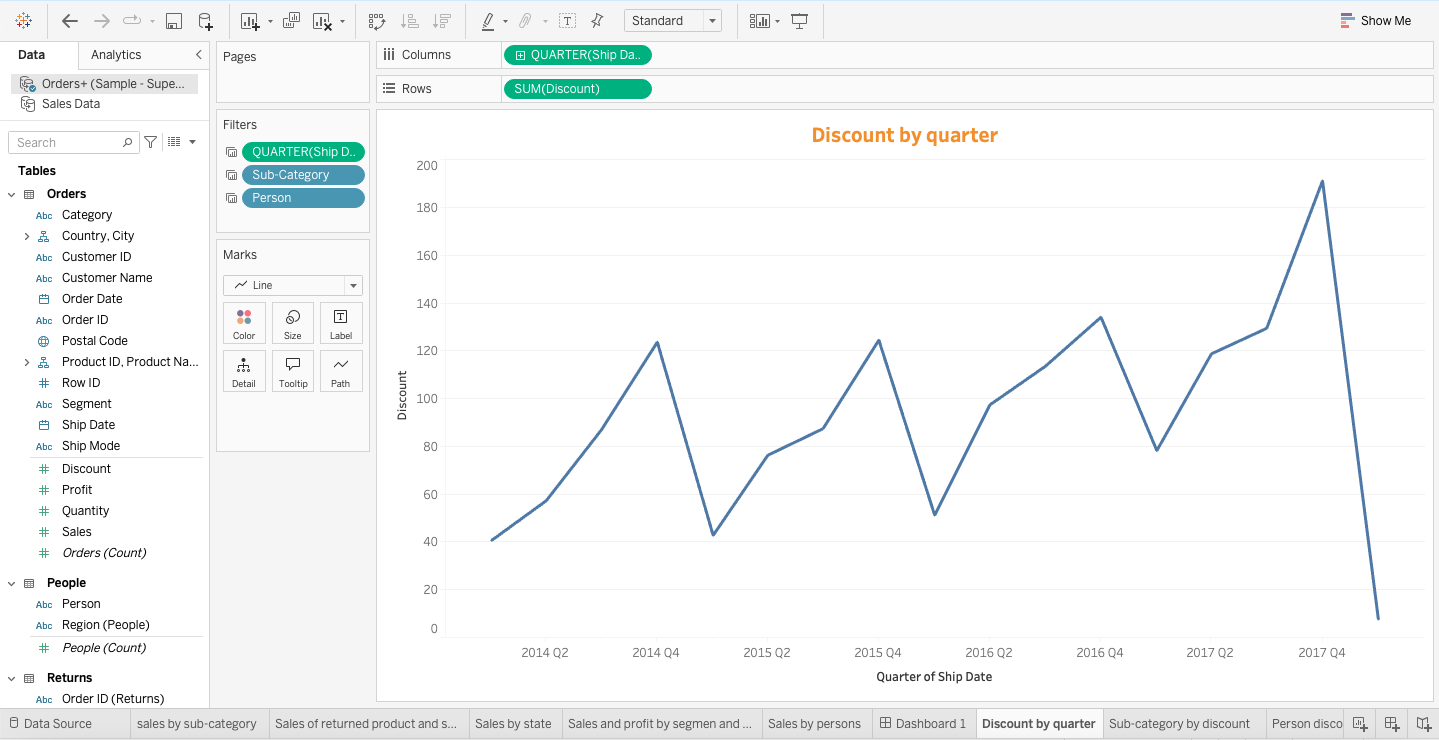 Standard
Show Me
Data
Analytics
Orders+ (Sample - Supe...
Sales Data
Search
Tables
Orders
Abc Category
Country, City
Abc Customer ID
Abc Customer Name
Order Date
Abc Order ID
Postal Code
Product ID, Product Na...
Row ID
Abc Segment
Ship Date
Abc Ship Mode
Discount
Profit
Quantity
Sales
Orders (Count)
People
Abc Person
Abc Region (People)
People (Count)
Returns
Abc Order ID (Returns)
Pages
Filters
QUARTER(Ship D..
Sub-Category
Person
Marks
Line
Color
Size
Label
Detail
Tooltip
Path
Columns
QUARTER(Ship Da..
Rows
SUM(Discount)
Discount by quarter
200
180
160
140
120
100
80
60
40
20
0
Discount
2014 Q2
2014 Q4
2015 Q2
2015 Q4
2016 Q2
2016 Q4
2017 Q2
2017 Q4
Quarter of Ship Date
Data Source
sales by sub-category
Sales of returned product and s...
Sales by state
Sales and profit by segmen and ...
Sales by persons
Dashboard 1
Discount by quarter
Sub-category by discount
Person disco